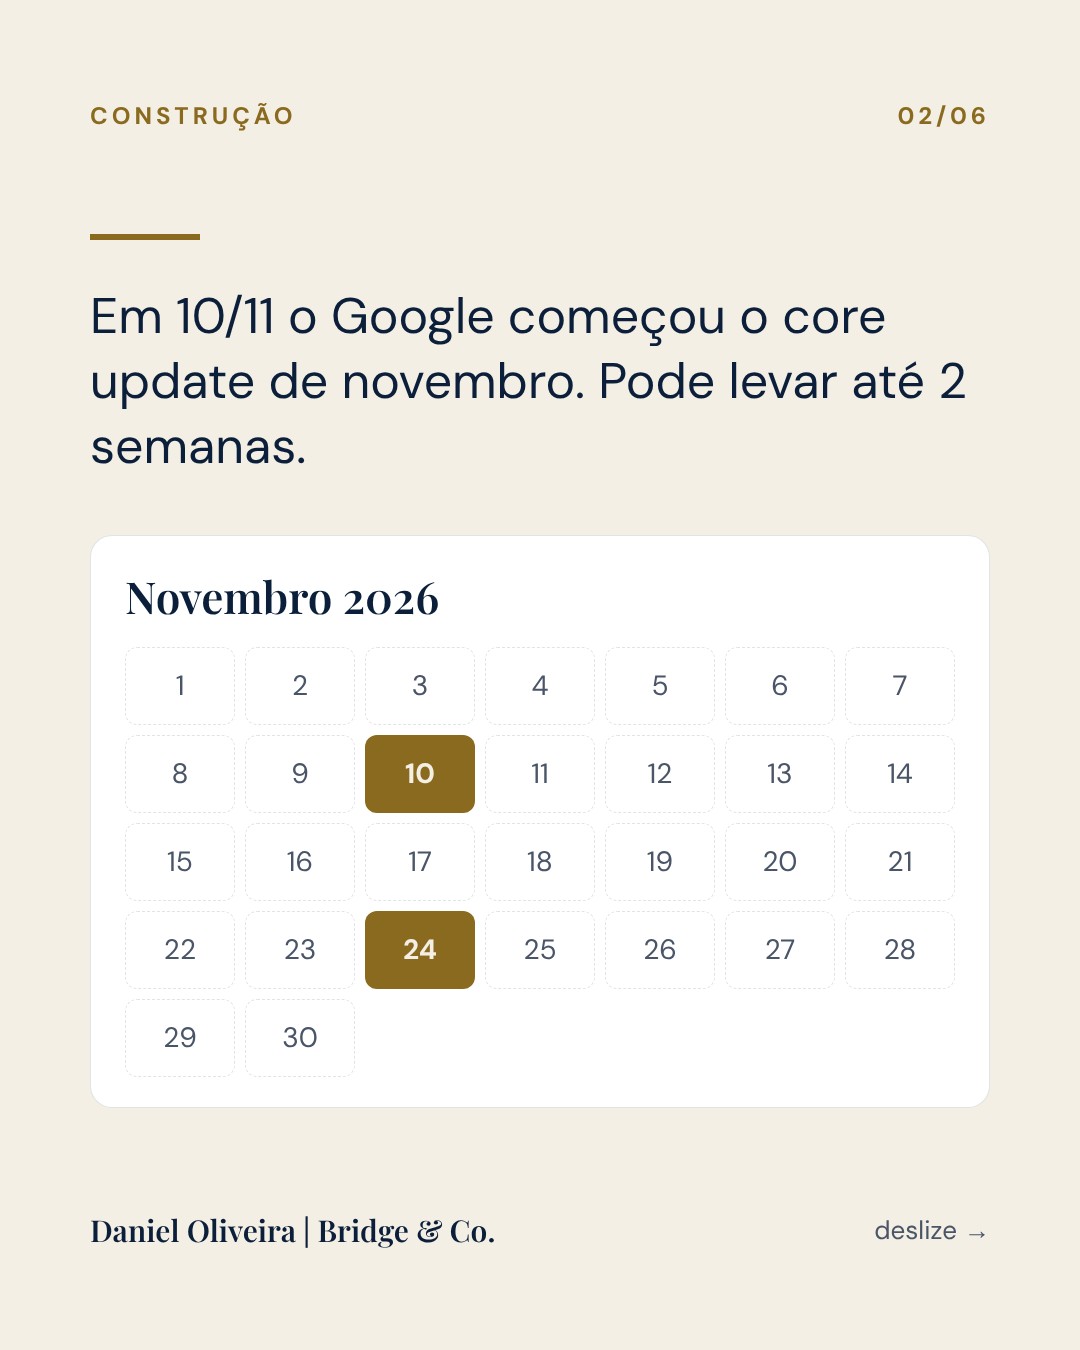 CONSTRUÇÃO 02/06
Em 10/11 o Google começou o core
update de novembro. Pode levar até 2
semanas.
Novembro 2026
1 2 3 4 5 6 7
8 9 10 11 12 13 14
15 16 17 18 19 20 21
22 23 24 25 26 27 28
29 30
Daniel Oliveira | Bridge & Co. deslize →